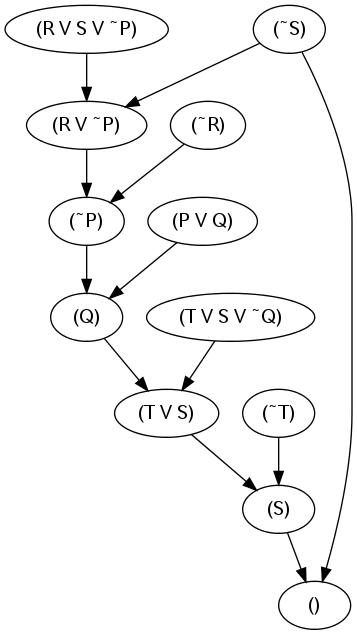 (R V S V ~P)
(~S)
(R V ~P)
(~R)
(~P)
(P V Q)
(Q)
(T V S V ~Q)
(T V S)
(~T)
(S)
()